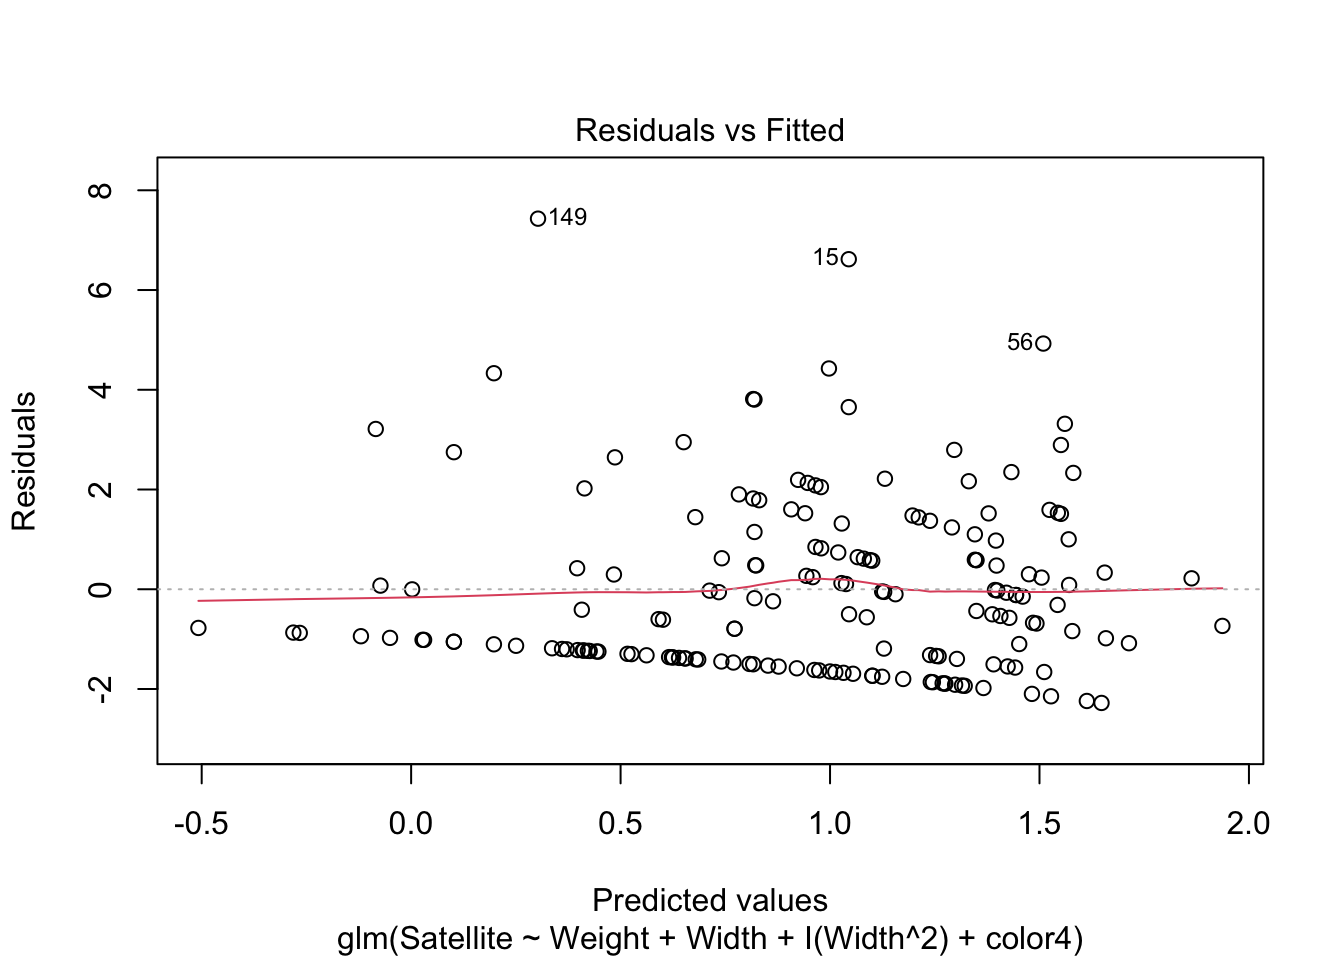 Residuals vs Fitted
Residuals
8
6
4
2
0
-2
149
15
56
-0.5 0.0 0.5 1.0 1.5 2.0
Predicted values
glm(Satellite ~ Weight + Width + I(Width^2) + color4)